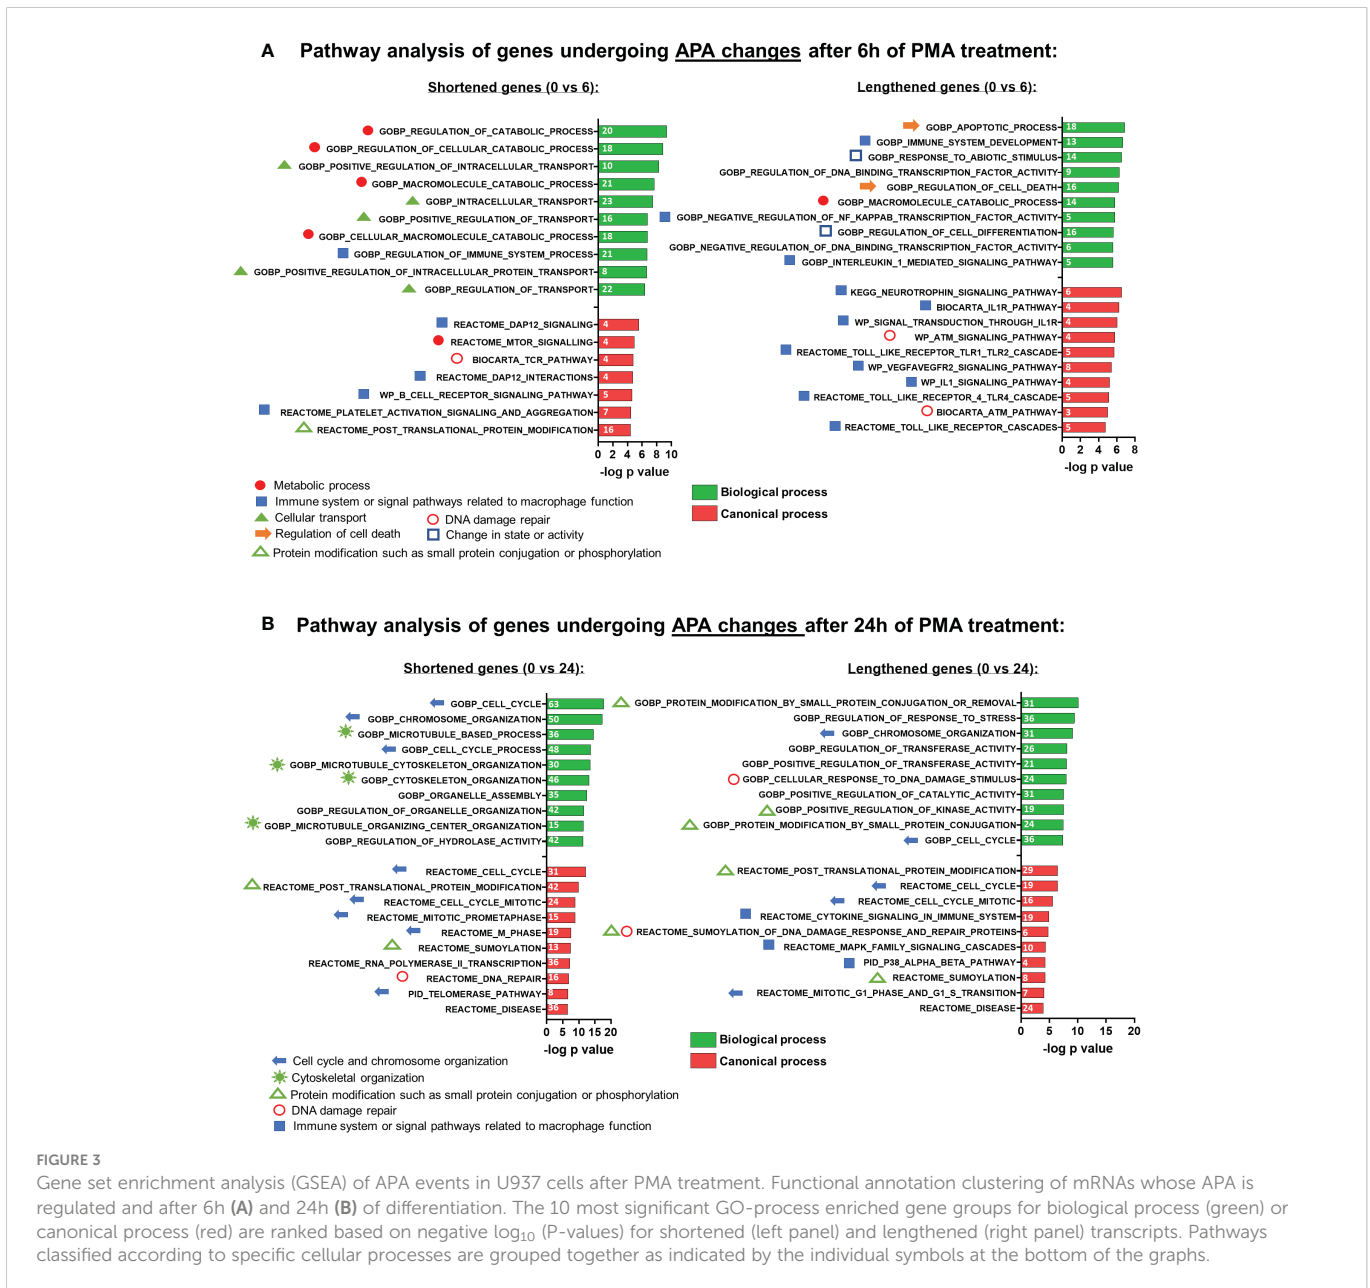 A Pathway analysis of genes undergoing APA changes after 6h of PMA treatment:
Shortened genes (0 vs 6):
GOBP_REGULATION_OF_CATABOLIC_PROCESS 20
GOBP_REGULATION_OF_CELLULAR_CATABOLIC_PROCESS 18
GOBP_POSITIVE_REGULATION_OF_INTRACELLULAR_TRANSPORT 10
GOBP_MACROMOLECULE_CATABOLIC_PROCESS 21
GOBP_INTRACELLULAR_TRANSPORT 23
GOBP_POSITIVE_REGULATION_OF_TRANSPORT 16
GOBP_CELLULAR_MACROMOLECULE_CATABOLIC_PROCESS 18
GOBP_REGULATION_OF_IMMUNE_SYSTEM_PROCESS 21
GOBP_POSITIVE_REGULATION_OF_INTRACELLULAR_PROTEIN_TRANSPORT 8
GOBP_REGULATION_OF_TRANSPORT 22
REACTOME_DAP12_SIGNALING 4
REACTOME_MTOR_SIGNALLING 4
BIOCARTA_TCR_PATHWAY 4
REACTOME_DAP12_INTERACTIONS 4
WP_B_CELL_RECEPTOR_SIGNALING_PATHWAY 5
REACTOME_PLATELET_ACTIVATION_SIGNALING_AND_AGGREGATION 7
REACTOME_POST_TRANSLATIONAL_PROTEIN_MODIFICATION 16
0 2 4 6 8 10
-log p value
Lengthened genes (0 vs 6):
GOBP_APOPTOTIC_PROCESS 18
GOBP_IMMUNE_SYSTEM_DEVELOPMENT 13
GOBP_RESPONSE_TO_ABIOTIC_STIMULUS 14
GOBP_REGULATION_OF_DNA_BINDING_TRANSCRIPTION_FACTOR_ACTIVITY 9
GOBP_REGULATION_OF_CELL_DEATH 16
GOBP_MACROMOLECULE_CATABOLIC_PROCESS 14
GOBP_NEGATIVE_REGULATION_OF_NF_KAPPAB_TRANSCRIPTION_FACTOR_ACTIVITY 5
GOBP_REGULATION_OF_CELL_DIFFERENTIATION 16
GOBP_NEGATIVE_REGULATION_OF_DNA_BINDING_TRANSCRIPTION_FACTOR_ACTIVITY 6
GOBP_INTERLEUKIN_1_MEDIATED_SIGNALING_PATHWAY 5
KEGG_NEUROTROPHIN_SIGNALING_PATHWAY 6
BIOCARTA_IL1R_PATHWAY 4
WP_SIGNAL_TRANSDUCTION_THROUGH_IL1R 4
WP_ATM_SIGNALING_PATHWAY 4
REACTOME_TOLL_LIKE_RECEPTOR_TLR1_TLR2_CASCADE 5
WP_VEGFAVEGFR2_SIGNALING_PATHWAY 8
WP_IL1_SIGNALING_PATHWAY 4
REACTOME_TOLL_LIKE_RECEPTOR_4_TLR4_CASCADE 5
BIOCARTA_ATM_PATHWAY 3
REACTOME_TOLL_LIKE_RECEPTOR_CASCADES 5
0 2 4 6 8
-log p value
Metabolic process
Immune system or signal pathways related to macrophage function
Cellular transport
DNA damage repair
Regulation of cell death
Change in state or activity
Protein modification such as small protein conjugation or phosphorylation
Biological process
Canonical process
B Pathway analysis of genes undergoing APA changes after 24h of PMA treatment:
Shortened genes (0 vs 24):
GOBP_CELL_CYCLE 63
GOBP_CHROMOSOME_ORGANIZATION 50
GOBP_MICROTUBULE_BASED_PROCESS 36
GOBP_CELL_CYCLE_PROCESS 48
GOBP_MICROTUBULE_CYTOSKELETON_ORGANIZATION 30
GOBP_CYTOSKELETON_ORGANIZATION 46
GOBP_ORGANELLE_ASSEMBLY 35
GOBP_REGULATION_OF_ORGANELLE_ORGANIZATION 42
GOBP_MICROTUBULE_ORGANIZING_CENTER_ORGANIZATION 15
GOBP_REGULATION_OF_HYDROLASE_ACTIVITY 42
REACTOME_CELL_CYCLE 31
REACTOME_POST_TRANSLATIONAL_PROTEIN_MODIFICATION 42
REACTOME_CELL_CYCLE_MITOTIC 24
REACTOME_MITOTIC_PROMETAPHASE 15
REACTOME_M_PHASE 19
REACTOME_SUMOYLATION 13
REACTOME_RNA_POLYMERASE_II_TRANSCRIPTION 36
REACTOME_DNA_REPAIR 16
PID_TELOMERASE_PATHWAY 8
REACTOME_DISEASE 36
0 5 10 15 20
-log p value
Lengthened genes (0 vs 24):
GOBP_PROTEIN_MODIFICATION_BY_SMALL_PROTEIN_CONJUGATION_OR_REMOVAL 31
GOBP_REGULATION_OF_RESPONSE_TO_STRESS 36
GOBP_CHROMOSOME_ORGANIZATION 31
GOBP_REGULATION_OF_TRANSFERASE_ACTIVITY 26
GOBP_POSITIVE_REGULATION_OF_TRANSFERASE_ACTIVITY 21
GOBP_CELLULAR_RESPONSE_TO_DNA_DAMAGE_STIMULUS 24
GOBP_POSITIVE_REGULATION_OF_CATALYTIC_ACTIVITY 31
GOBP_POSITIVE_REGULATION_OF_KINASE_ACTIVITY 19
GOBP_PROTEIN_MODIFICATION_BY_SMALL_PROTEIN_CONJUGATION 24
GOBP_CELL_CYCLE 36
REACTOME_POST_TRANSLATIONAL_PROTEIN_MODIFICATION 29
REACTOME_CELL_CYCLE 19
REACTOME_CELL_CYCLE_MITOTIC 16
REACTOME_CYTOKINE_SIGNALING_IN_IMMUNE_SYSTEM 19
REACTOME_SUMOYLATION_OF_DNA_DAMAGE_RESPONSE_AND_REPAIR_PROTEINS 6
REACTOME_MAPK_FAMILY_SIGNALING_CASCADES 10
PID_P38_ALPHA_BETA_PATHWAY 4
REACTOME_SUMOYLATION 8
REACTOME_MITOTIC_G1_PHASE_AND_G1_S_TRANSITION 7
REACTOME_DISEASE 24
0 5 10 15 20
-log p value
Biological process
Canonical process
Cell cycle and chromosome organization
Cytoskeletal organization
Protein modification such as small protein conjugation or phosphorylation
DNA damage repair
Immune system or signal pathways related to macrophage function
FIGURE 3
Gene set enrichment analysis (GSEA) of APA events in U937 cells after PMA treatment. Functional annotation clustering of mRNAs whose APA is
regulated and after 6h (A) and 24h (B) of differentiation. The 10 most significant GO-process enriched gene groups for biological process (green) or
canonical process (red) are ranked based on negative log₁₀ (P-values) for shortened (left panel) and lengthened (right panel) transcripts. Pathways
classified according to specific cellular processes are grouped together as indicated by the individual symbols at the bottom of the graphs.